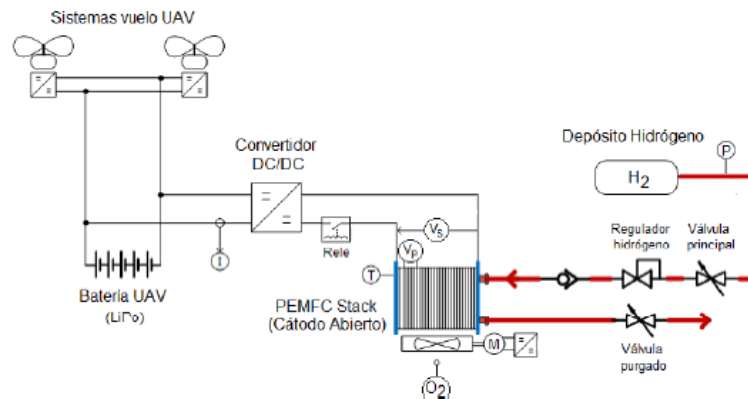 Sistemas vuelo UAV
Convertidor
DC/DC
Depósito Hidrógeno
P
H2
Relé
Vs
Vp
I
T
Regulador
hidrógeno
Válvula
principal
Batería UAV
(LiPo)
PEMFC Stack
(Cátodo Abierto)
M
O2
Válvula
purgado